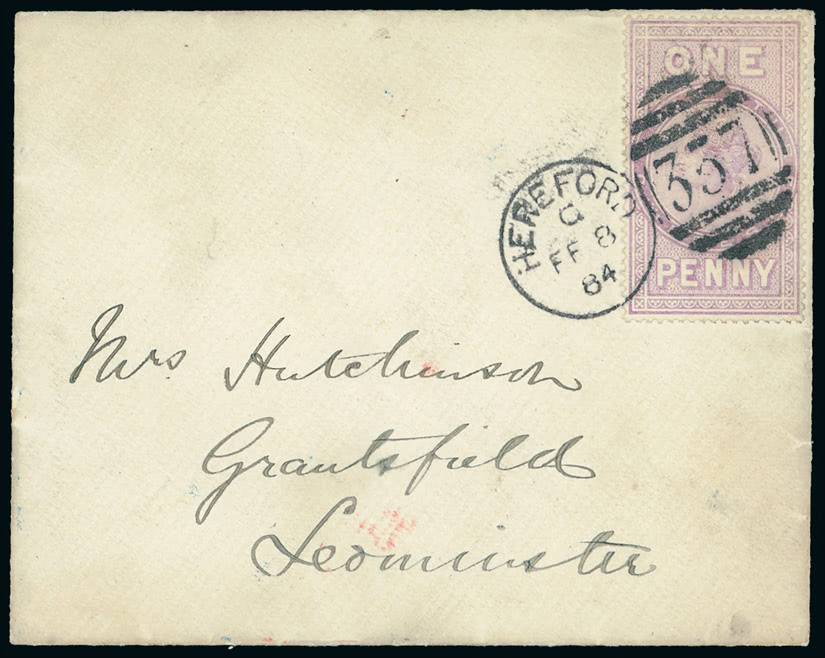 ONE
357
PENNY
HEREFORD
C
FE 8
84
Mrs Hutchinson
Grantsfield
Leominster